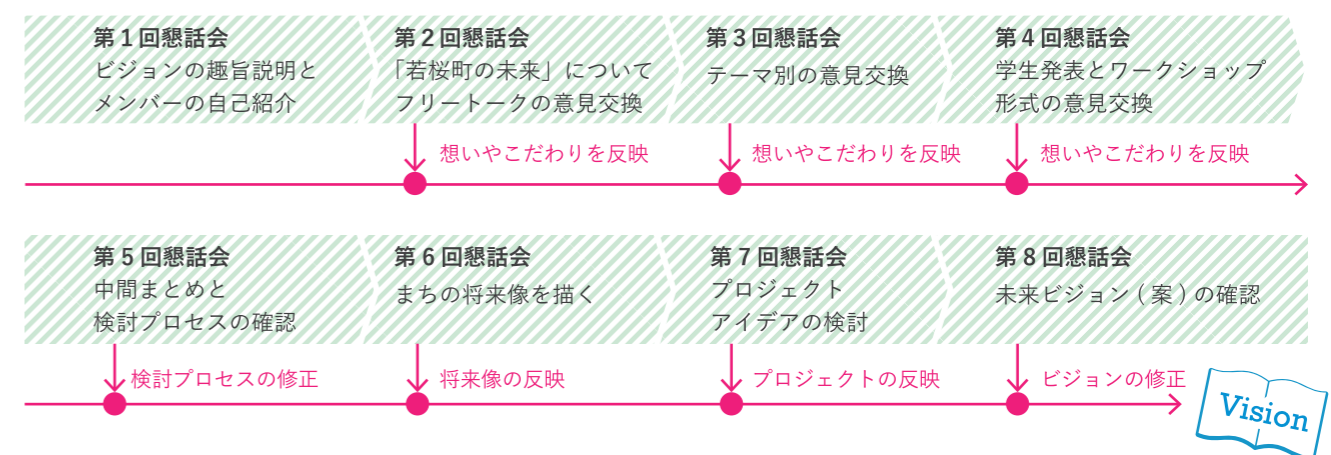 第1回懇話会
ビジョンの趣旨説明と
メンバーの自己紹介
第2回懇話会
「若桜町の未来」について
フリートークの意見交換
第3回懇話会
テーマ別の意見交換
第4回懇話会
学生発表とワークショップ
形式の意見交換
想いやこだわりを反映
想いやこだわりを反映
想いやこだわりを反映
第5回懇話会
中間まとめと
検討プロセスの確認
第6回懇話会
まちの将来像を描く
第7回懇話会
プロジェクト
アイデアの検討
第8回懇話会
未来ビジョン(案)の確認
検討プロセスの修正
将来像の反映
プロジェクトの反映
ビジョンの修正
Vision